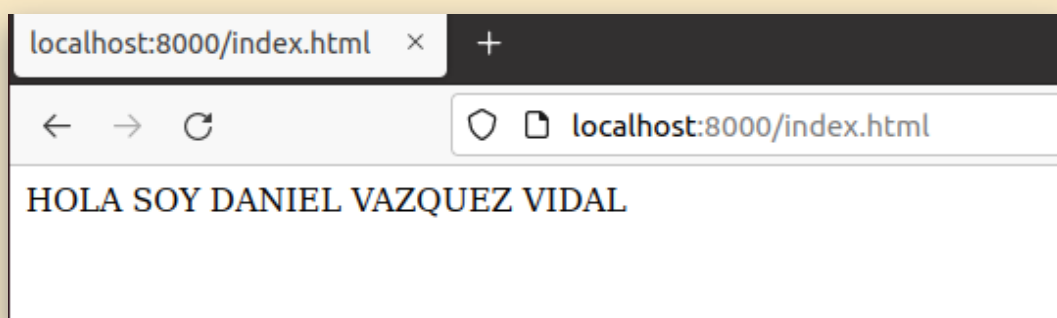 localhost:8000/index.html
localhost:8000/index.html
HOLA SOY DANIEL VAZQUEZ VIDAL